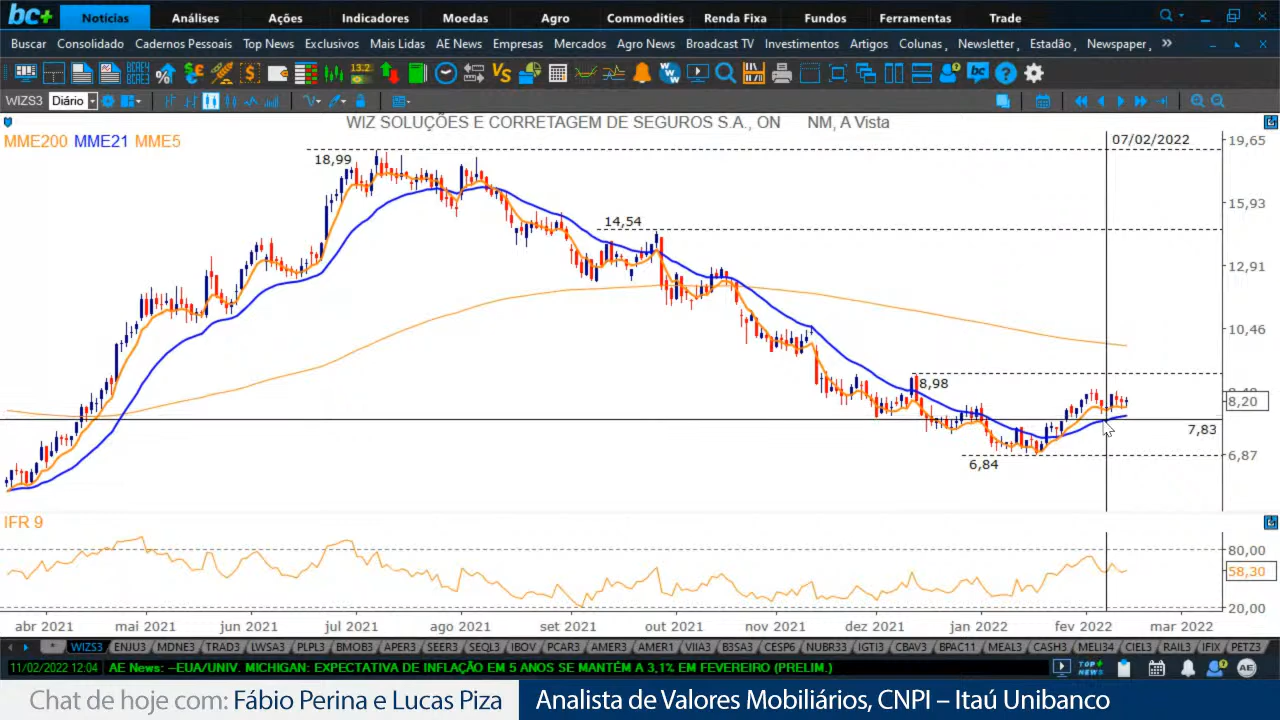 bc+ Notícias Análises Ações Indicadores Moedas Agro Commodities Renda Fixa Fundos Ferramentas Trade
Buscar Consolidado Cadernos Pessoais Top News Exclusivos Mais Lidas AE News Empresas Mercados Agro News Broadcast TV Investimentos Artigos Colunas Newsletter Estadão Newspaper
WIZS3 Diário
WIZ SOLUÇÕES E CORRETAGEM DE SEGUROS S.A., ON NM, A Vista
MME200 MME21 MME5
07/02/2022
19,65
18,99
15,93
14,54
12,91
10,46
8,98
8,20
7,83
6,87
6,84
IFR 9
80,00
58,30
20,00
abr 2021 mai 2021 jun 2021 jul 2021 ago 2021 set 2021 out 2021 nov 2021 dez 2021 jan 2022 fev 2022 mar 2022
* WIZS3 ENJU3 MDNE3 TRAD3 LWSA3 PLPL3 BMOB3 APER3 SEER3 SEQL3 IBOV PCAR3 AMER3 AMER1 VIIA3 B3SA3 CESP6 NUBR33 IGTI3 CBAV3 BPAC11 MEAL3 CASH3 MELI34 CIEL3 RAIL3 IFIX PETZ3
11/02/2022 12:04 AE News: --EUA/UNIV. MICHIGAN: EXPECTATIVA DE INFLAÇÃO EM 5 ANOS SE MANTÉM A 3,1% EM FEVEREIRO (PRELIM.) TOP NEWS AE
Chat de hoje com: Fábio Perina e Lucas Piza Analista de Valores Mobiliários, CNPI – Itaú Unibanco